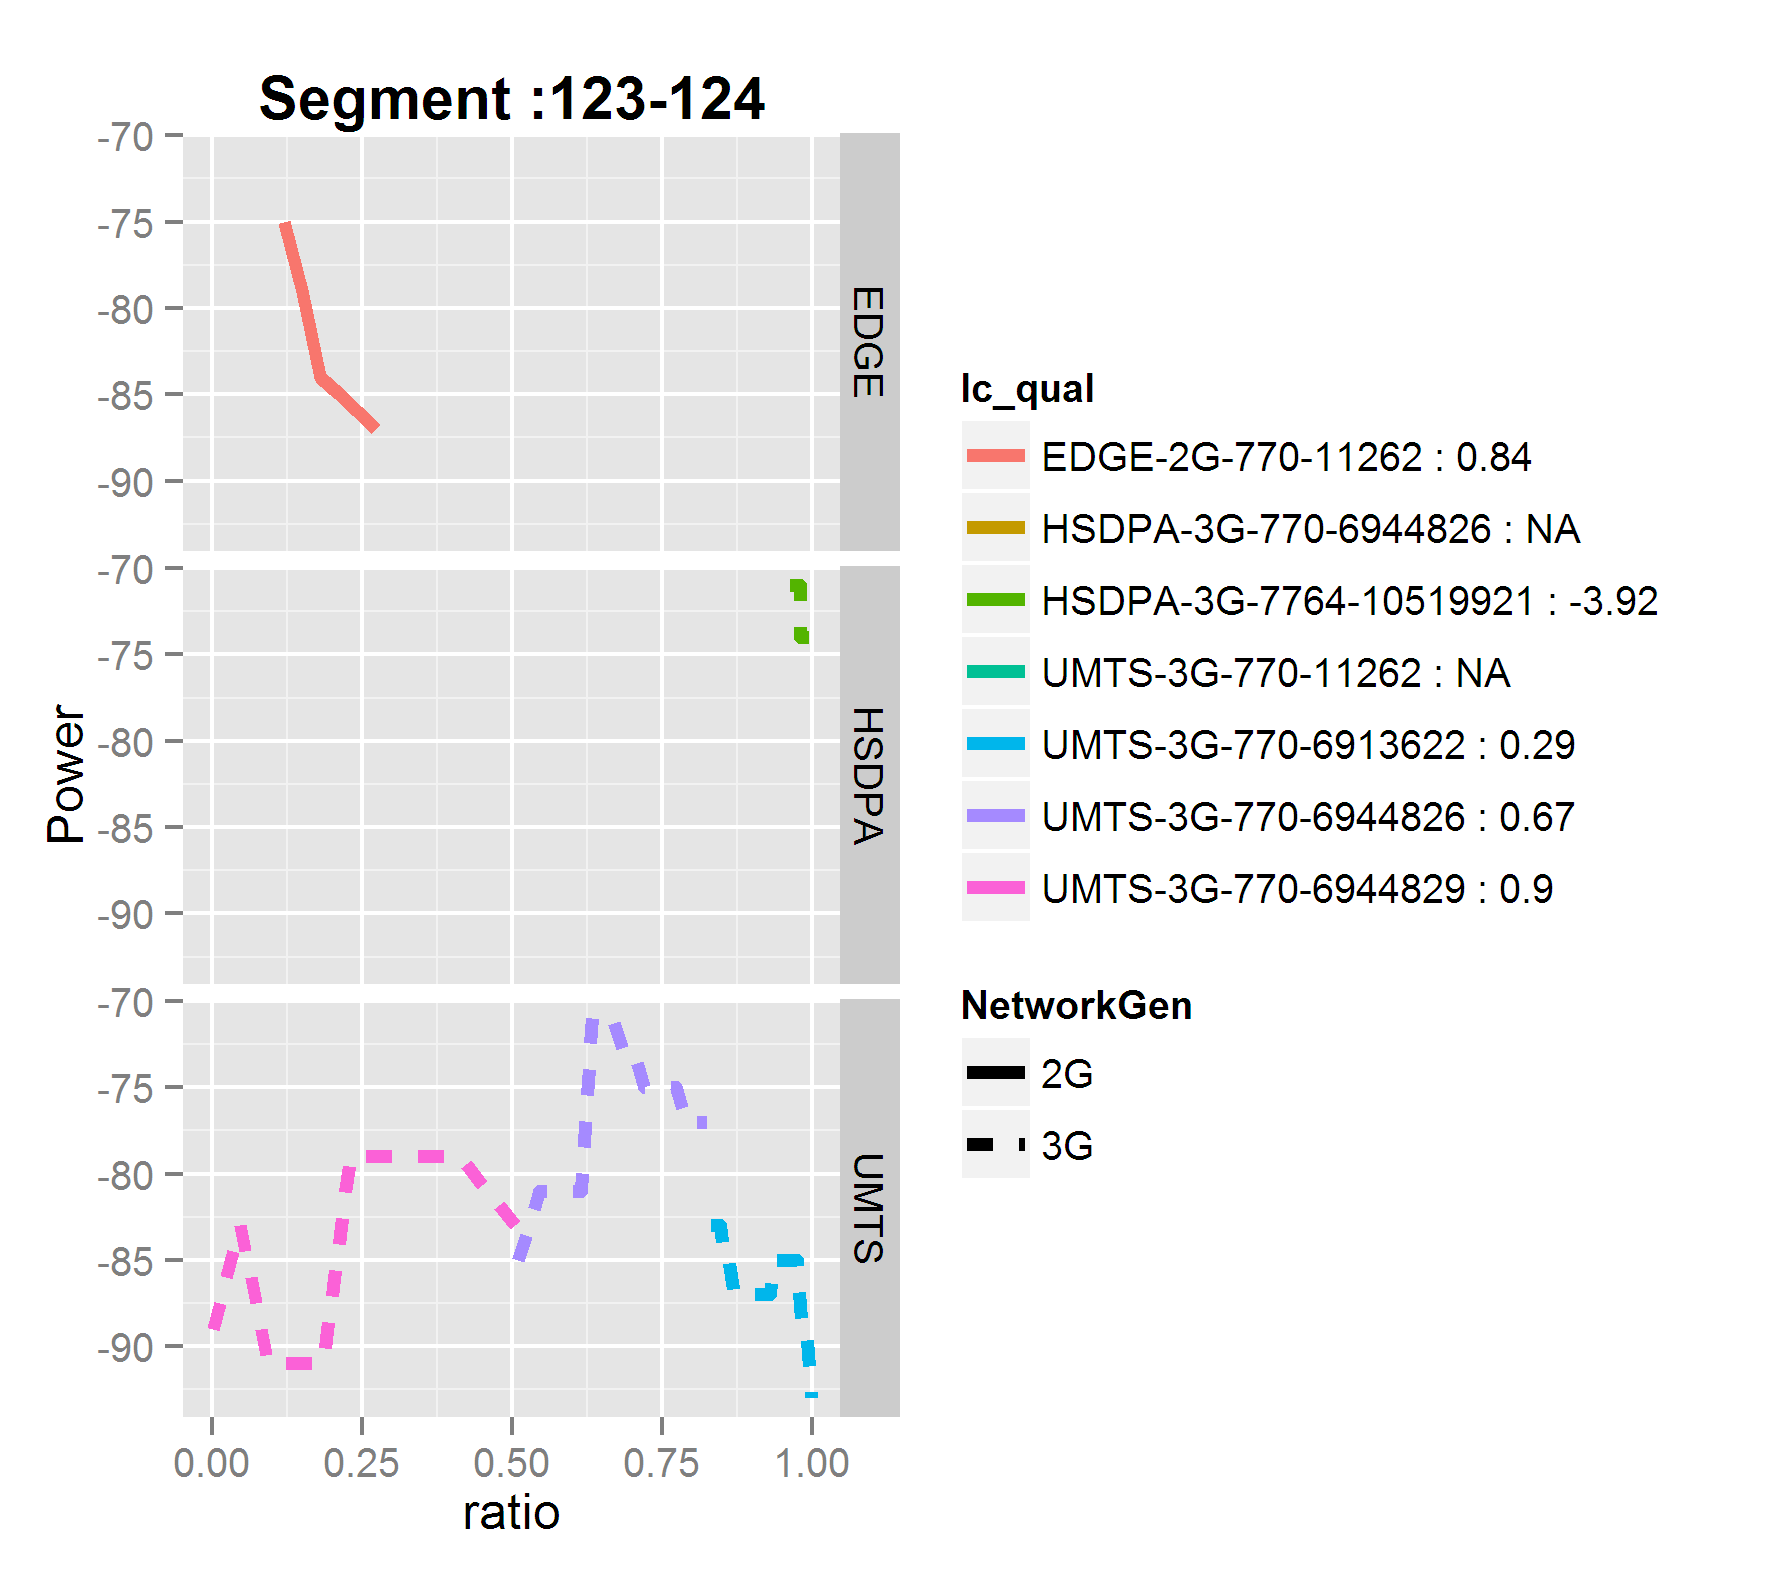 Segment :123-124
-70
-75
-80
-85
-90
EDGE
-70
-75
-80
-85
-90
HSDPA
-70
-75
-80
-85
-90
UMTS
Power
0.00 0.25 0.50 0.75 1.00
ratio
lc_qual
EDGE-2G-770-11262 : 0.84
HSDPA-3G-770-6944826 : NA
HSDPA-3G-7764-10519921 : -3.92
UMTS-3G-770-11262 : NA
UMTS-3G-770-6913622 : 0.29
UMTS-3G-770-6944826 : 0.67
UMTS-3G-770-6944829 : 0.9
NetworkGen
2G
3G